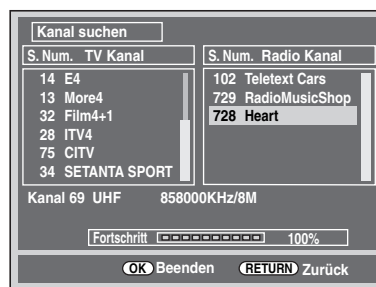 Kanal suchen
S. Num. TV Kanal
14 E4
13 More4
32 Film4+1
28 ITV4
75 CITV
34 SETANTA SPORT
S. Num. Radio Kanal
102 Teletext Cars
729 RadioMusicShop
728 Heart
Kanal 69 UHF 858000KHz/8M
Fortschritt 100%
OK Beenden RETURN Zurück